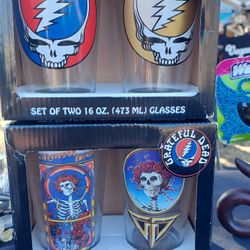 SET OF TWO 16 OZ. (473 ML) GLASSES
GRATEFUL DEAD